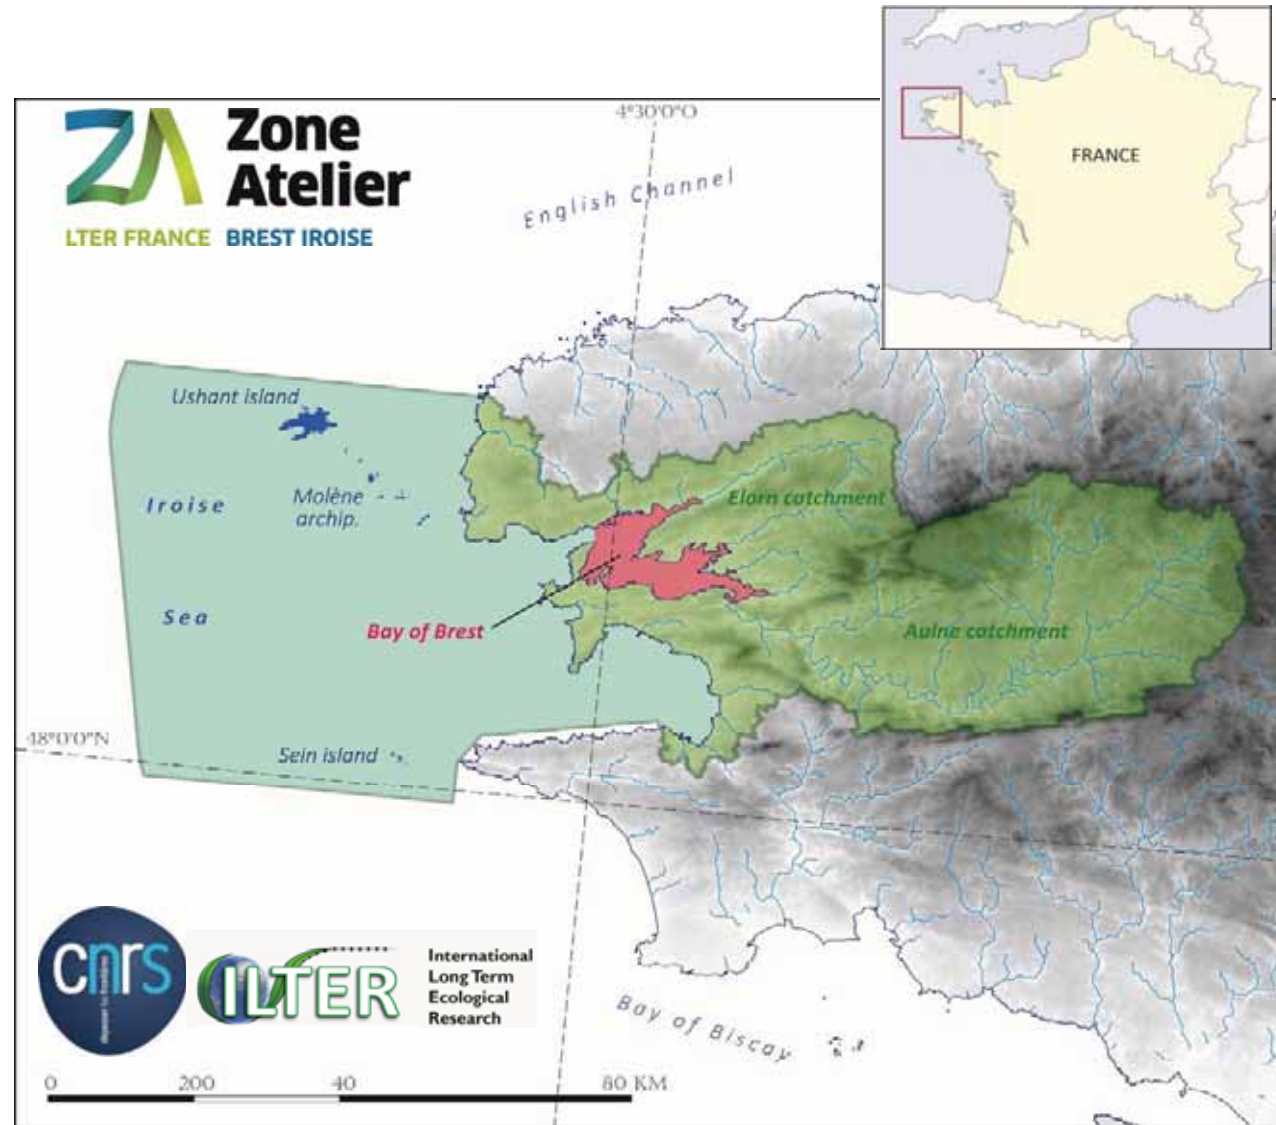 Zone
Atelier
LTER FRANCE BREST IROISE
4°30'0"O
English Channel
FRANCE
Ushant island
Iroise
Molène
archip.
Elorn catchment
Sea
Bay of Brest
Aulne catchment
48°0'0"N
Sein island
cnrs
ILTER
International
Long Term
Ecological
Research
Bay of Biscay
0 200 40 80 KM